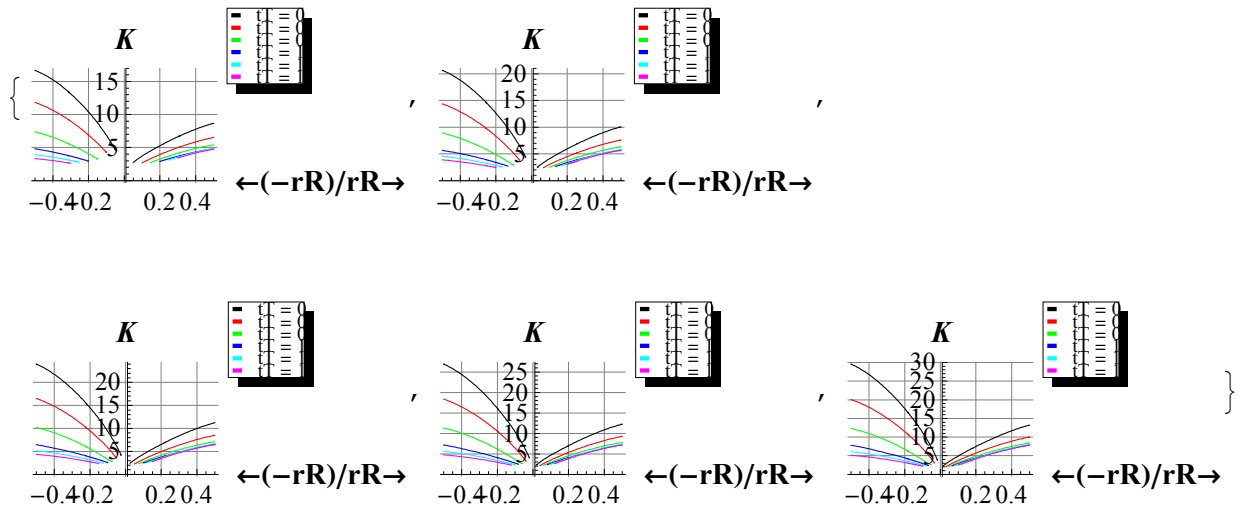 K K
{ 15 , 20 ,
10 15
5 10
5
←(−rR)/rR→ ←(−rR)/rR→
−0.4 0.2 0.2 0.4 −0.4 0.2 0.2 0.4
K K K
20 , 25 , 30 }
15 20 25
10 15 20
5 10 15
5 10
5
←(−rR)/rR→ ←(−rR)/rR→ ←(−rR)/rR→
−0.4 0.2 0.2 0.4 −0.4 0.2 0.2 0.4 −0.4 0.2 0.2 0.4